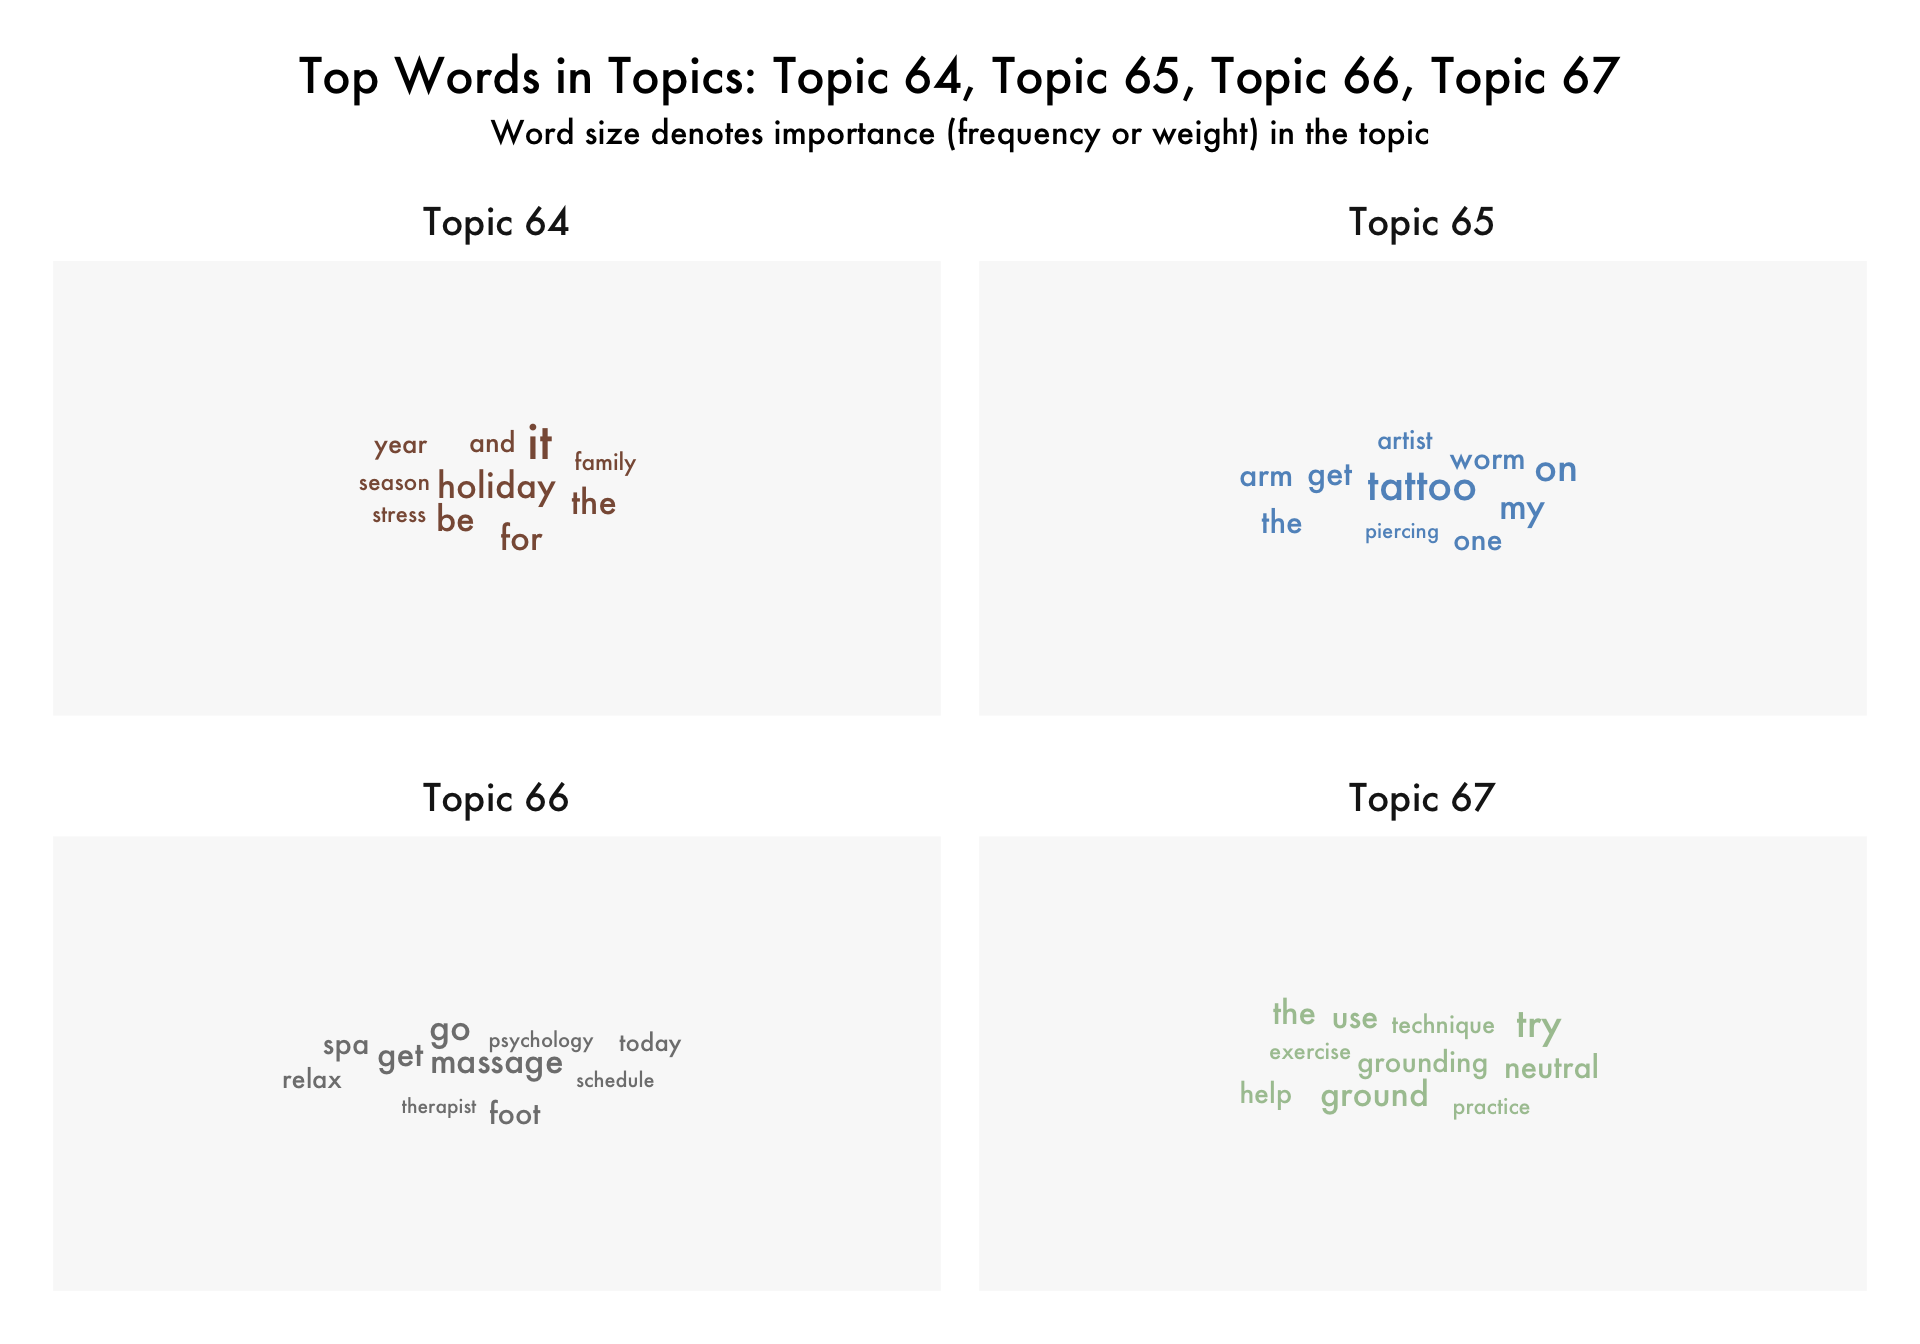 Top Words in Topics: Topic 64, Topic 65, Topic 66, Topic 67
Word size denotes importance (frequency or weight) in the topic
Topic 64
year and it
family
season holiday the
stress be
for
Topic 65
artist
worm on
arm get tattoo
my
the piercing one
Topic 66
go
spa get psychology today
massage
relax schedule
therapist foot
Topic 67
the use technique try
exercise grounding neutral
help ground practice